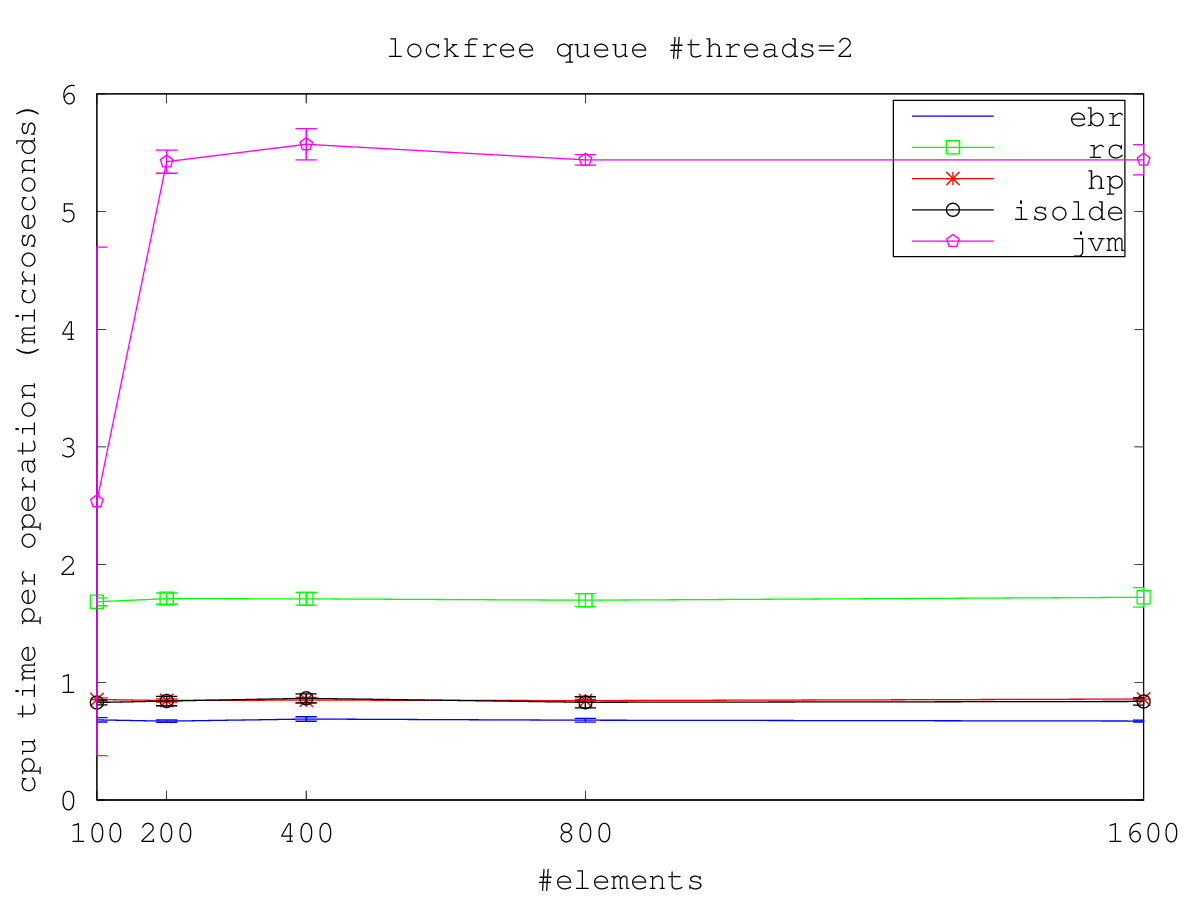 lockfree queue #threads=2
cpu time per operation (microseconds)
6
5
4
3
2
1
0
ebr
rc
hp
isolde
jvm
100 200 400 800 1600
#elements